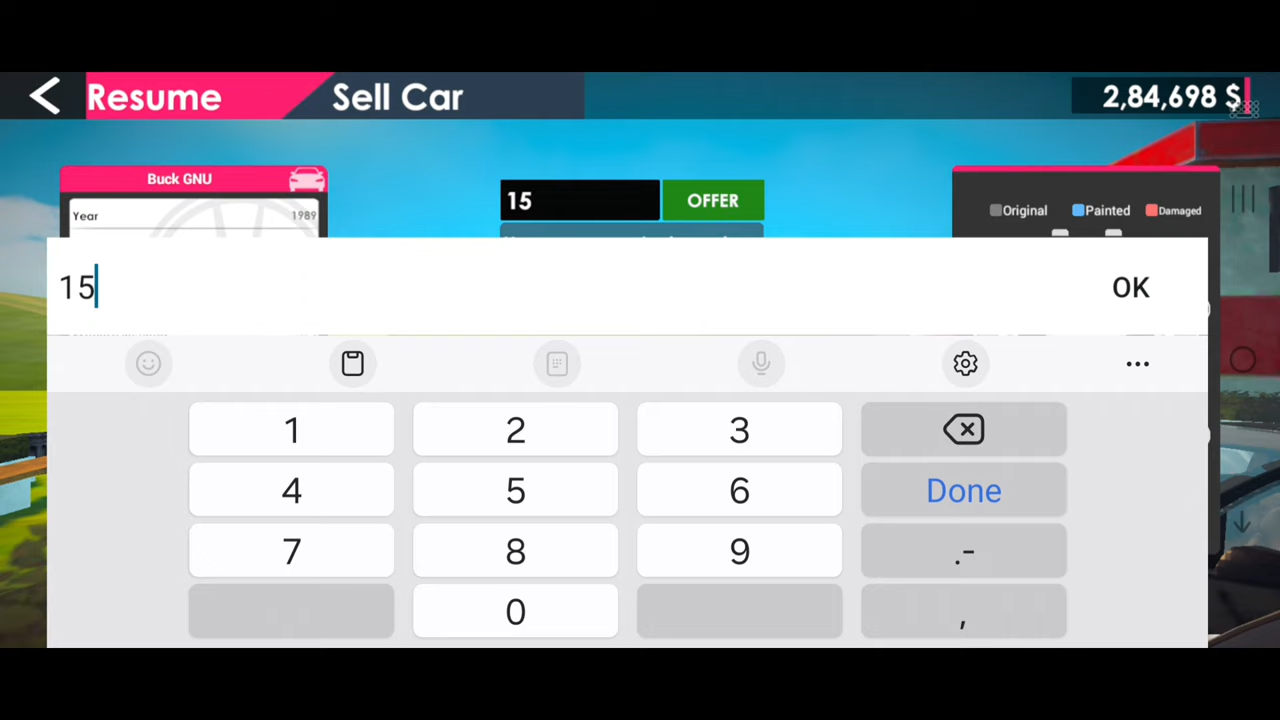 Resume
Sell Car
2,84,698 $
Buck GNU
Year
1989
15
OFFER
Original
Painted
Damaged
15
OK
1
2
3
4
5
6
Done
7
8
9
.-
0
,